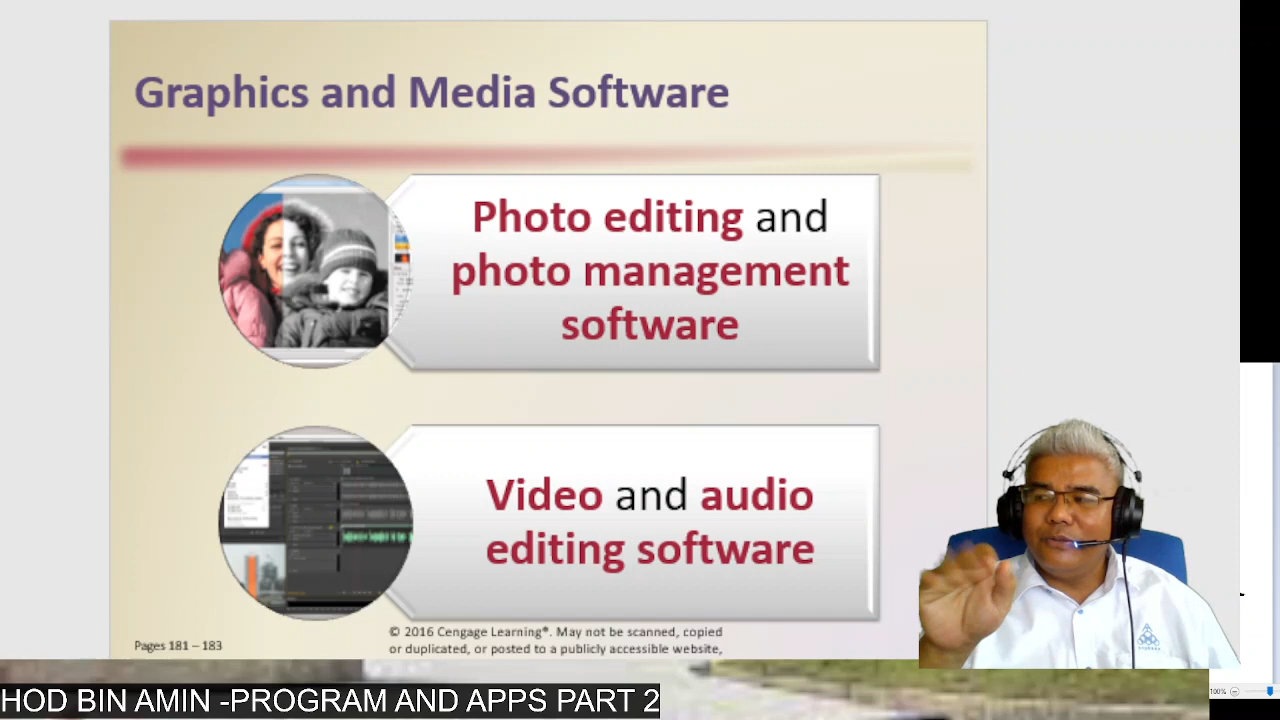 Graphics and Media Software
Photo editing and
photo management
software
Video and audio
editing software
Pages 181 – 183
© 2016 Cengage Learning®. May not be scanned, copied
or duplicated, or posted to a publicly accessible website,
HOD BIN AMIN -PROGRAM AND APPS PART 2
100%